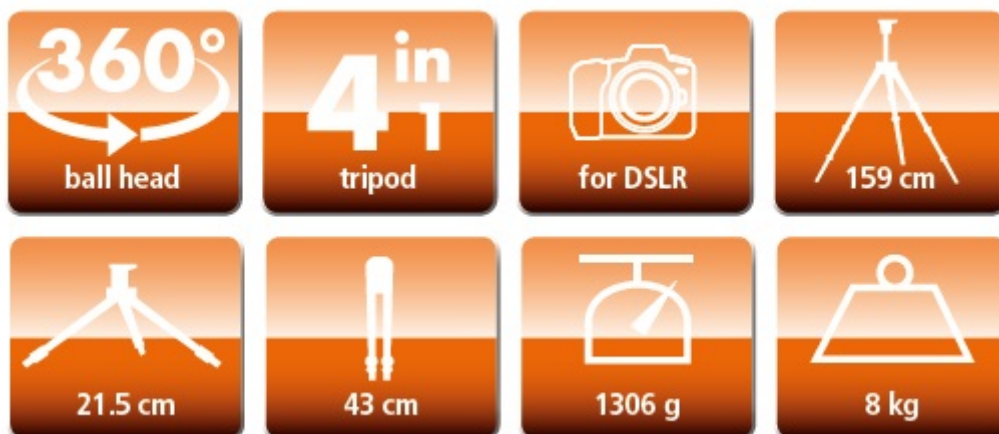 360°
ball head
4 in 1
tripod
for DSLR
159 cm
21.5 cm
43 cm
1306 g
8 kg